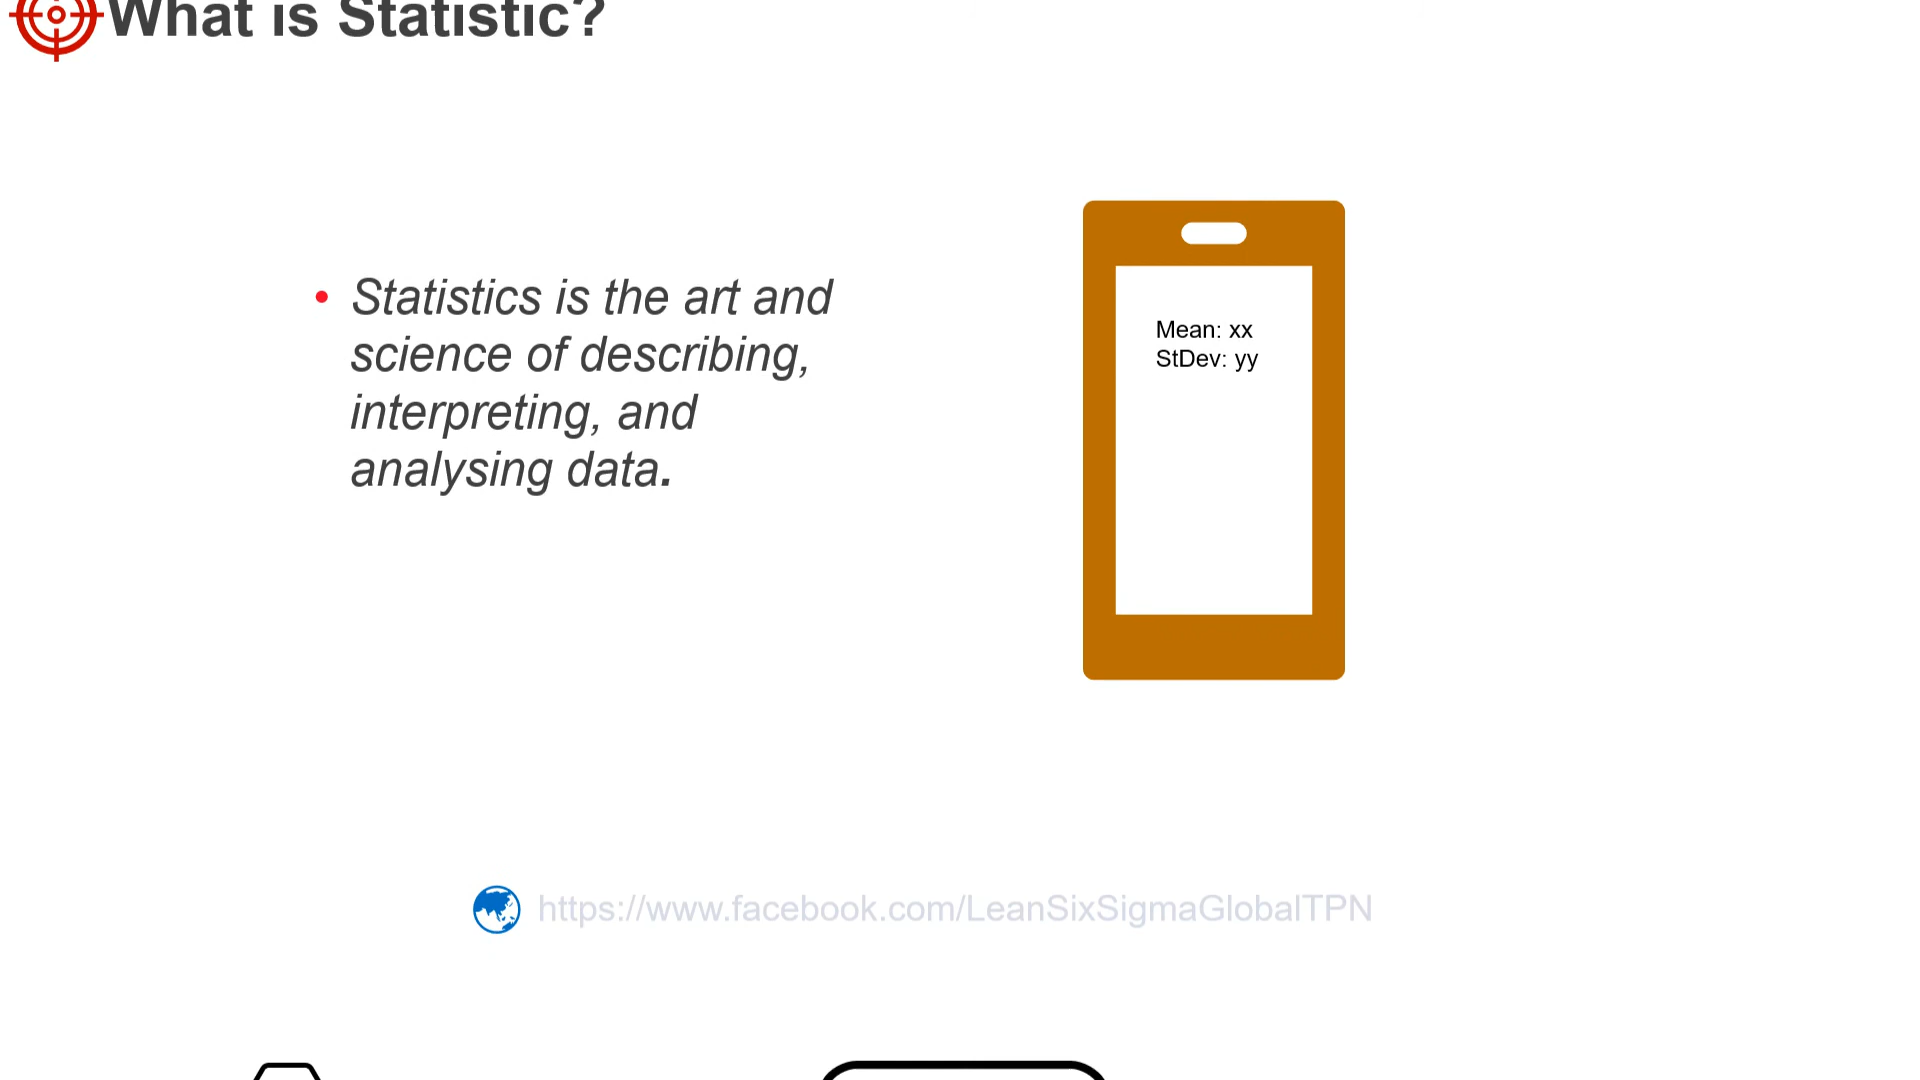 What is Statistic?
• Statistics is the art and
science of describing,
interpreting, and
analysing data.
Mean: xx
StDev: yy
https://www.facebook.com/LeanSixSigmaGlobalTPN